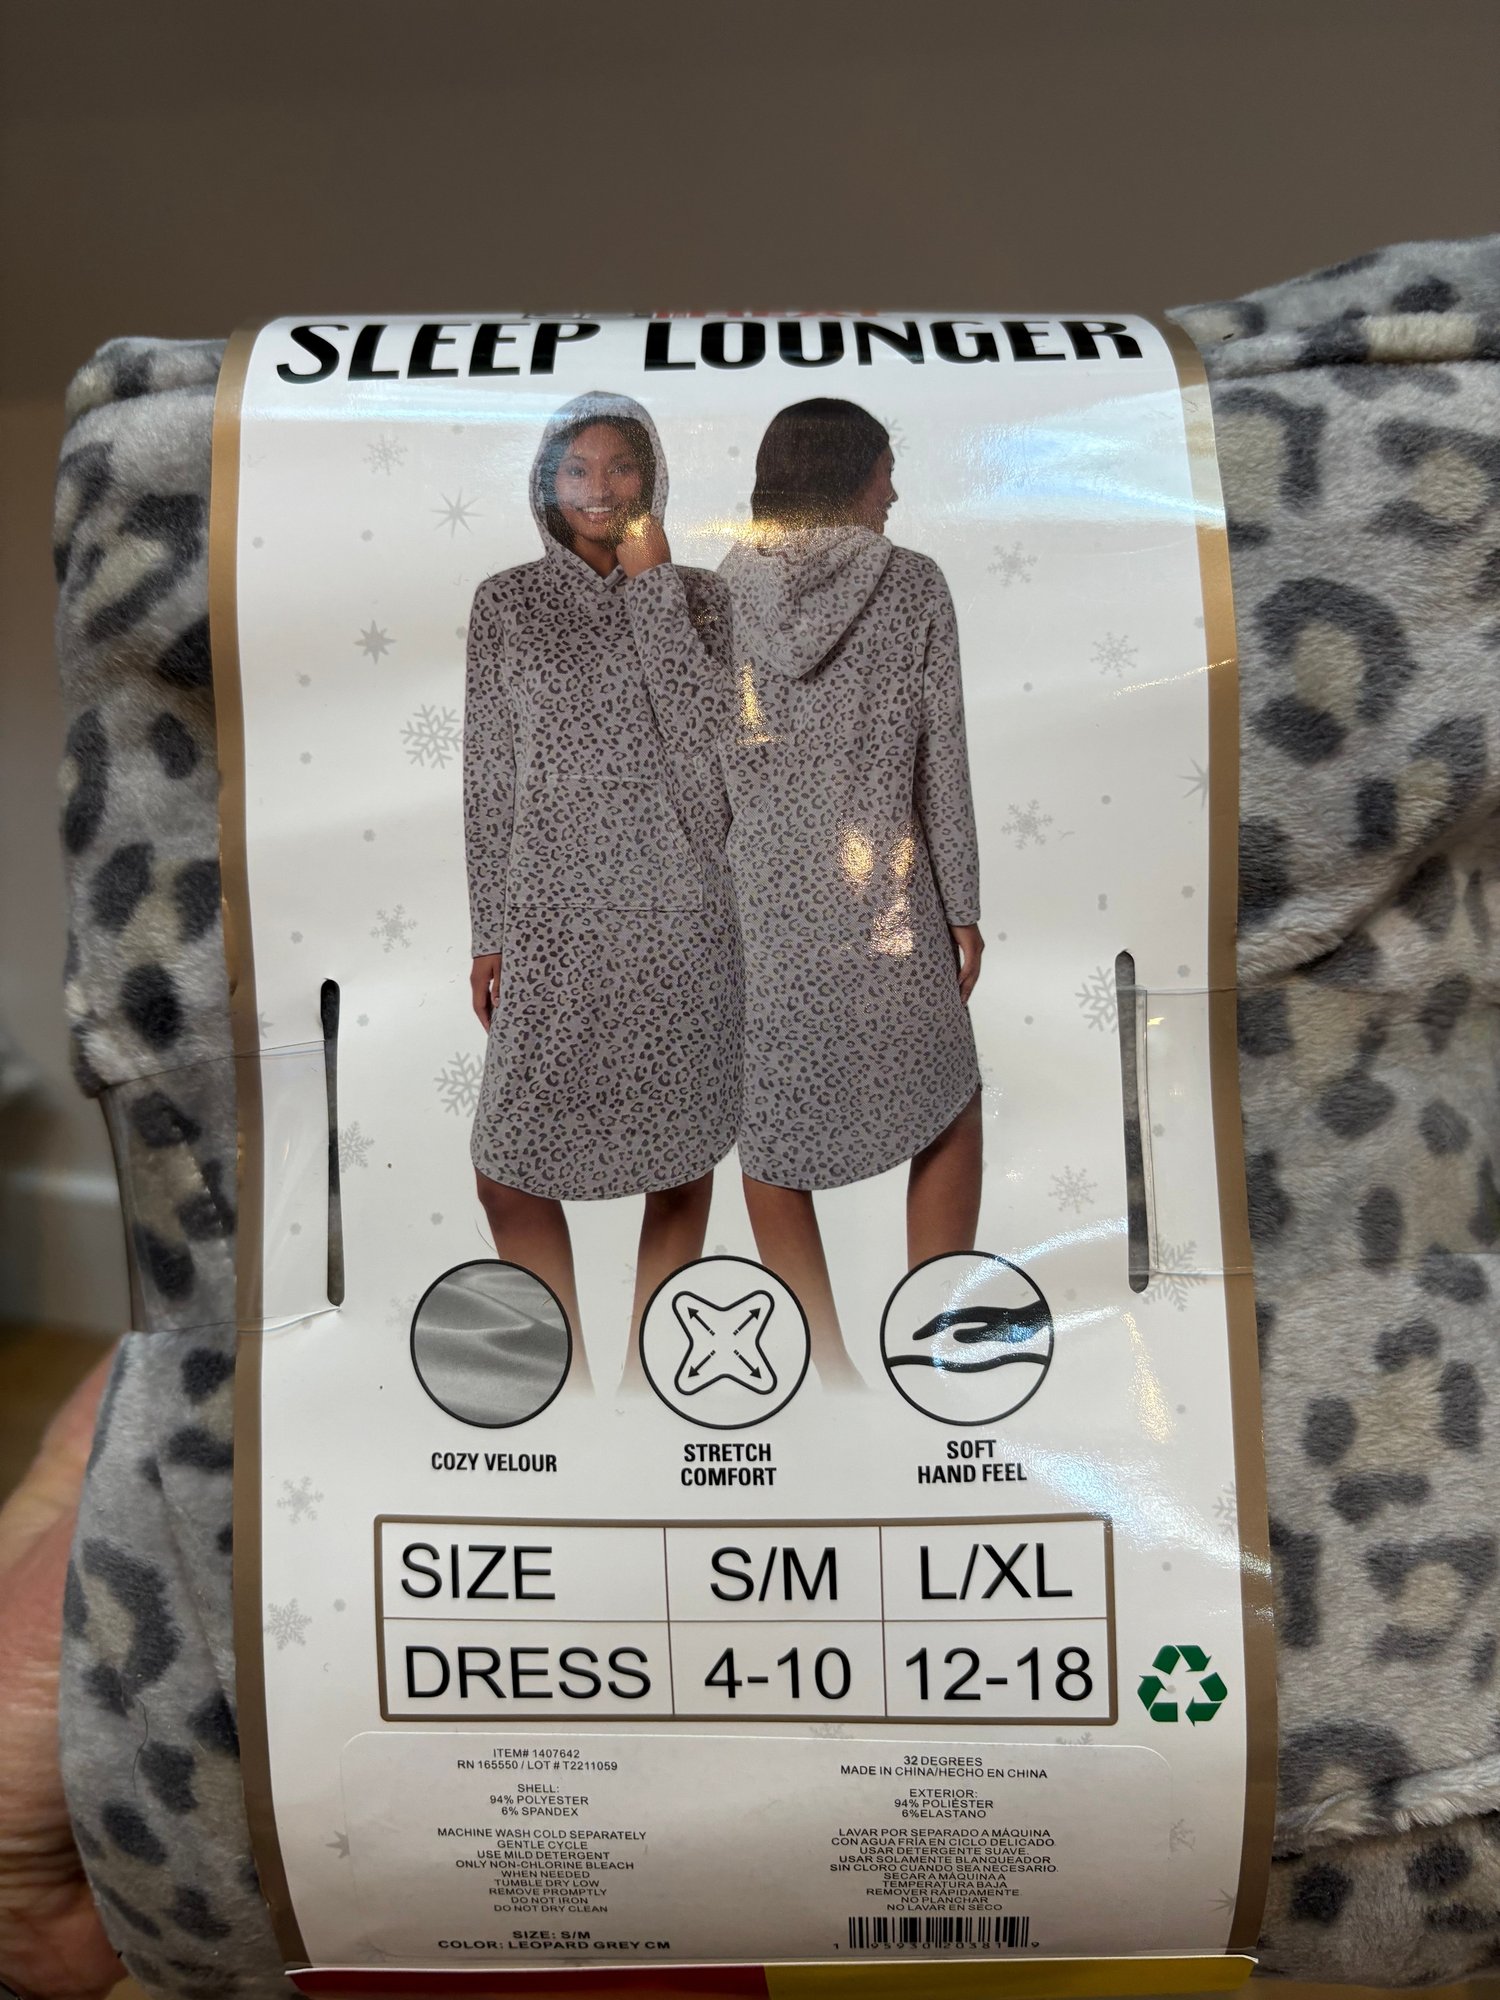 SLEEP LOUNGER
COZY VELOUR
STRETCH
COMFORT
SOFT
HAND FEEL
SIZE S/M L/XL
DRESS 4-10 12-18
ITEM# 1407642
RN 165550 / LOT # T2211059
SHELL:
94% POLYESTER
6% SPANDEX
MACHINE WASH COLD SEPARATELY
GENTLE CYCLE
USE MILD DETERGENT
ONLY NON-CHLORINE BLEACH
WHEN NEEDED
TUMBLE DRY LOW
REMOVE PROMPTLY
DO NOT IRON
DO NOT DRY CLEAN
SIZE: S/M
COLOR: LEOPARD GREY CM
32 DEGREES
MADE IN CHINA/HECHO EN CHINA
EXTERIOR:
94% POLIÉSTER
6%ELASTANO
LAVAR POR SEPARADO A MÁQUINA
CON AGUA FRÍA EN CICLO DELICADO
USAR DETERGENTE SUAVE.
USAR SOLAMENTE BLANQUEADOR
SIN CLORO CUANDO SEA NECESARIO.
SECAR A MÁQUINA A
TEMPERATURA BAJA
REMOVER RÁPIDAMENTE.
NO PLANCHAR
NO LAVAR EN SECO
1 95930 20381 9